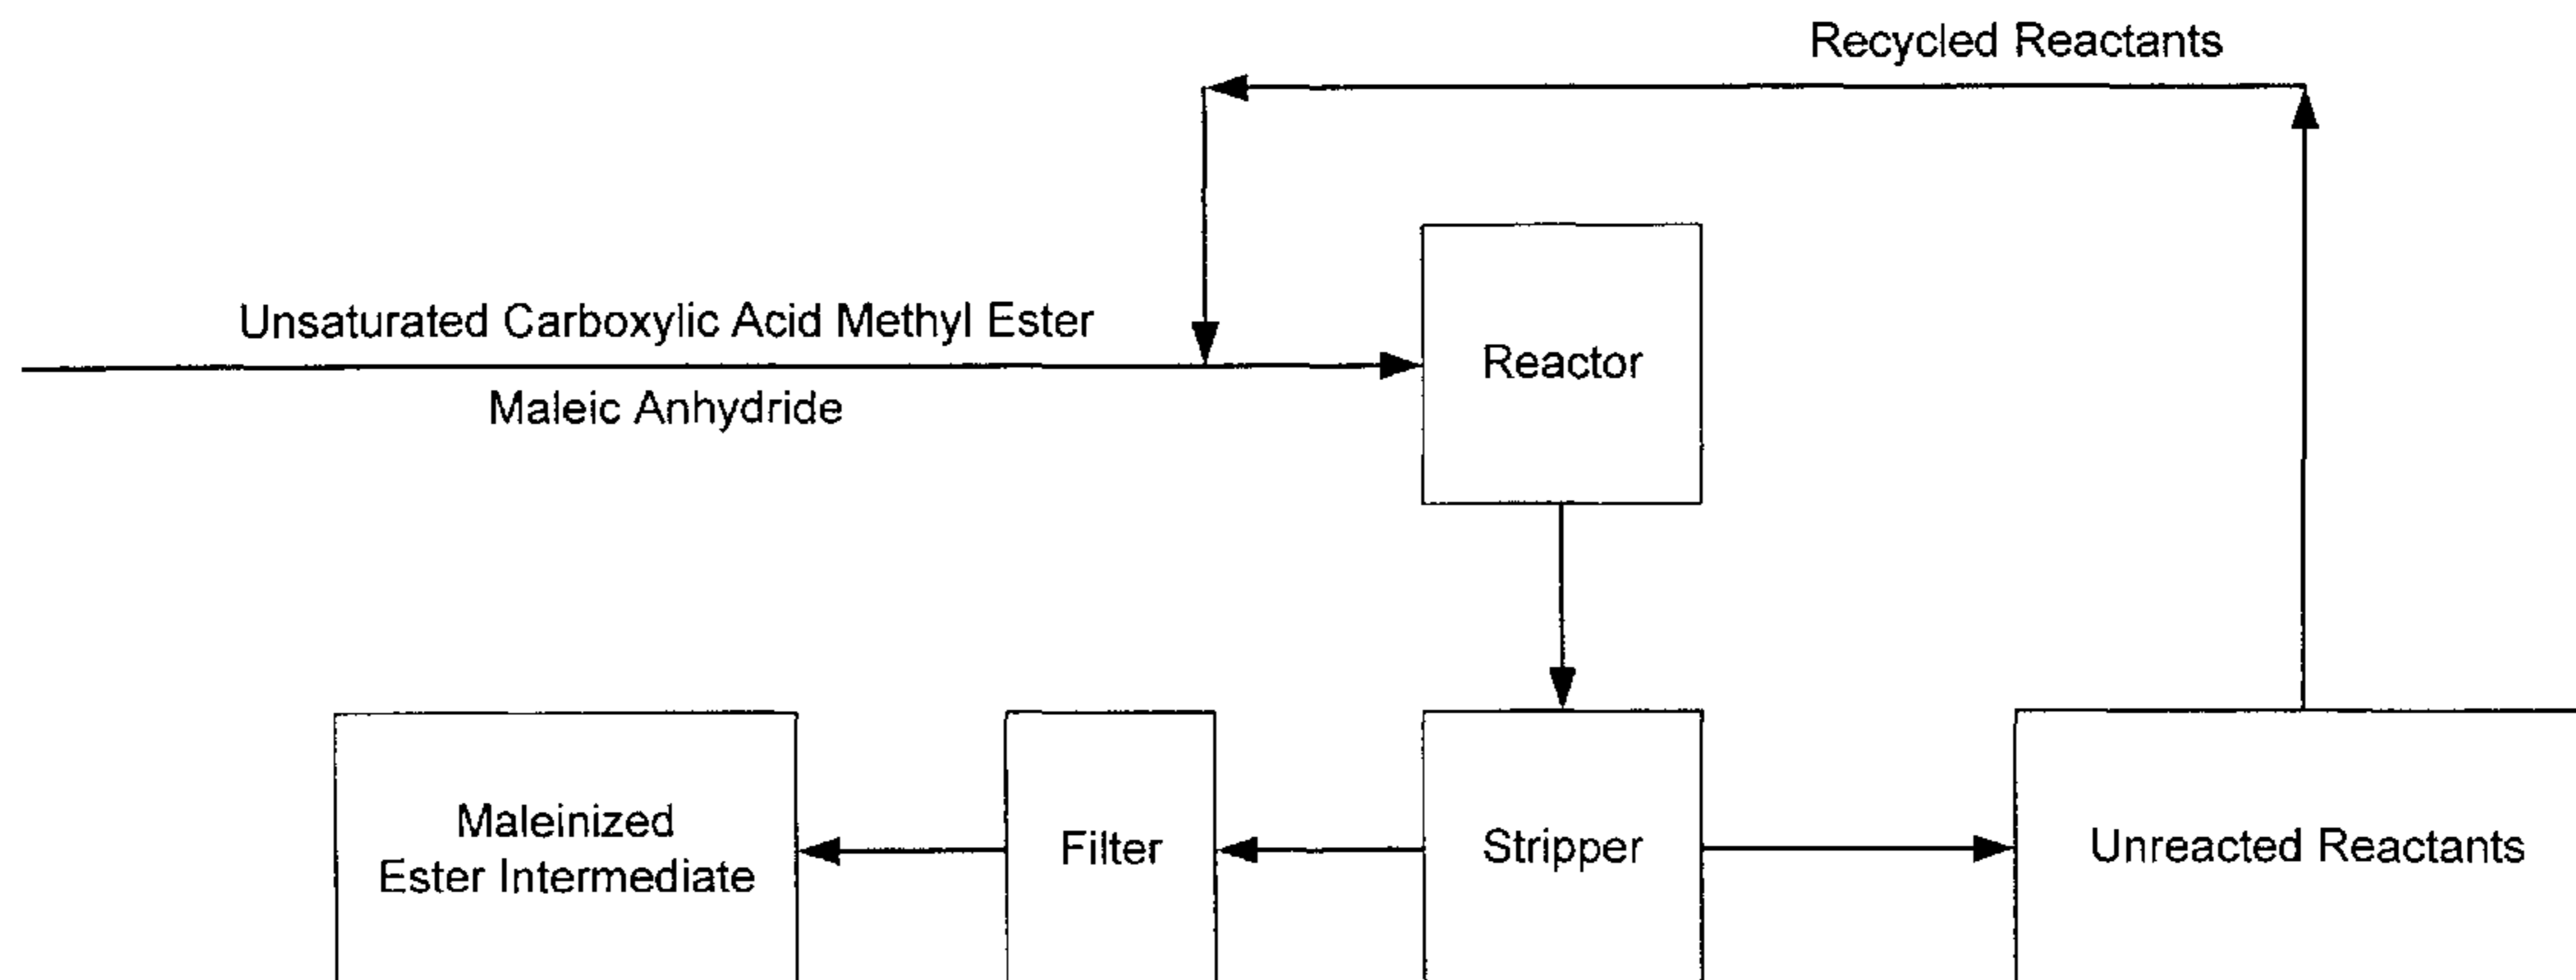 Recycled Reactants
Unsaturated Carboxylic Acid Methyl Ester
Maleic Anhydride
Reactor
Maleinized
Ester Intermediate
Filter
Stripper
Unreacted Reactants